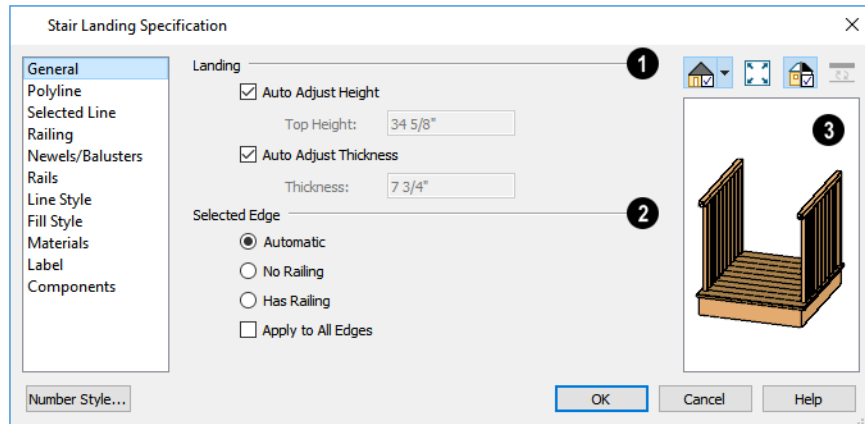 Stair Landing Specification
General
Polyline
Selected Line
Railing
Newels/Balusters
Rails
Line Style
Fill Style
Materials
Label
Components
Landing
1
Auto Adjust Height
Top Height: 34 5/8"
Auto Adjust Thickness
Thickness: 7 3/4"
Selected Edge
2
Automatic
No Railing
Has Railing
Apply to All Edges
3
Number Style...
OK
Cancel
Help